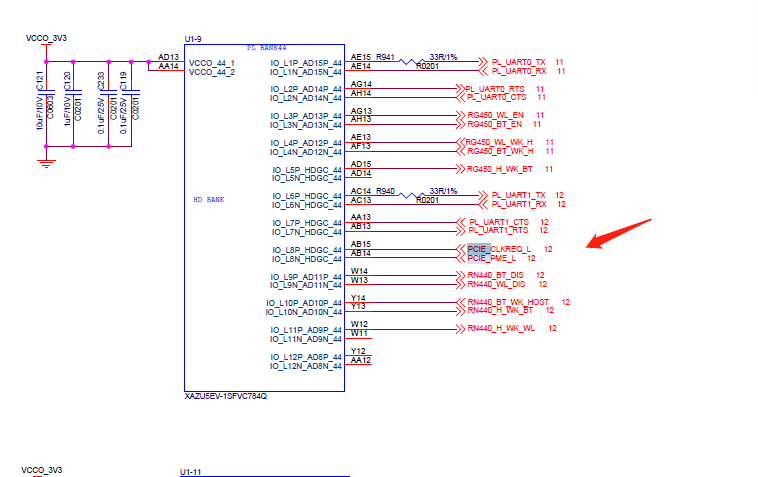 VCCO_3V3
U1-9
PL BANK44
AD13 VCCO_44_1
AA14 VCCO_44_2
10uF/10V C121 C0603
1uF/10V C120 C0201
0.1uF/25V C233 C0201
0.1uF/25V C119 C0201
HD BANK
IO_L1P_AD15P_44 AE15 R941 33R/1% PL_UART0_TX 11
IO_L1N_AD15N_44 AE14 R0201 PL_UART0_RX 11
IO_L2P_AD14P_44 AG14 PL_UART0_RTS 11
IO_L2N_AD14N_44 AH14 PL_UART0_CTS 11
IO_L3P_AD13P_44 AG13 RG450_WL_EN 11
IO_L3N_AD13N_44 AH13 RG450_BT_EN 11
IO_L4P_AD12P_44 AE13 RG450_WL_WK_H 11
IO_L4N_AD12N_44 AF13 RG450_BT_WK_H 11
IO_L5P_HDGC_44 AD15 RG450_H_WK_BT 11
IO_L5N_HDGC_44 AD14
IO_L6P_HDGC_44 AC14 R940 33R/1% PL_UART1_TX 12
IO_L6N_HDGC_44 AC13 R0201 PL_UART1_RX 12
IO_L7P_HDGC_44 AA13 PL_UART1_CTS 12
IO_L7N_HDGC_44 AB13 PL_UART1_RTS 12
IO_L8P_HDGC_44 AB15 PCIE_CLKREQ_L 12
IO_L8N_HDGC_44 AB14 PCIE_PME_L 12
IO_L9P_AD11P_44 W14 RN440_BT_DIS 12
IO_L9N_AD11N_44 W13 RN440_WL_DIS 12
IO_L10P_AD10P_44 Y14 RN440_BT_WK_HOST 12
IO_L10N_AD10N_44 Y13 RN440_H_WK_BT 12
IO_L11P_AD9P_44 W12 RN440_H_WK_WL 12
IO_L11N_AD9N_44 W11
IO_L12P_AD8P_44 Y12
IO_L12N_AD8N_44 AA12
XAZU5EV-1SFVC784Q
VCCO_3V3
U1-11